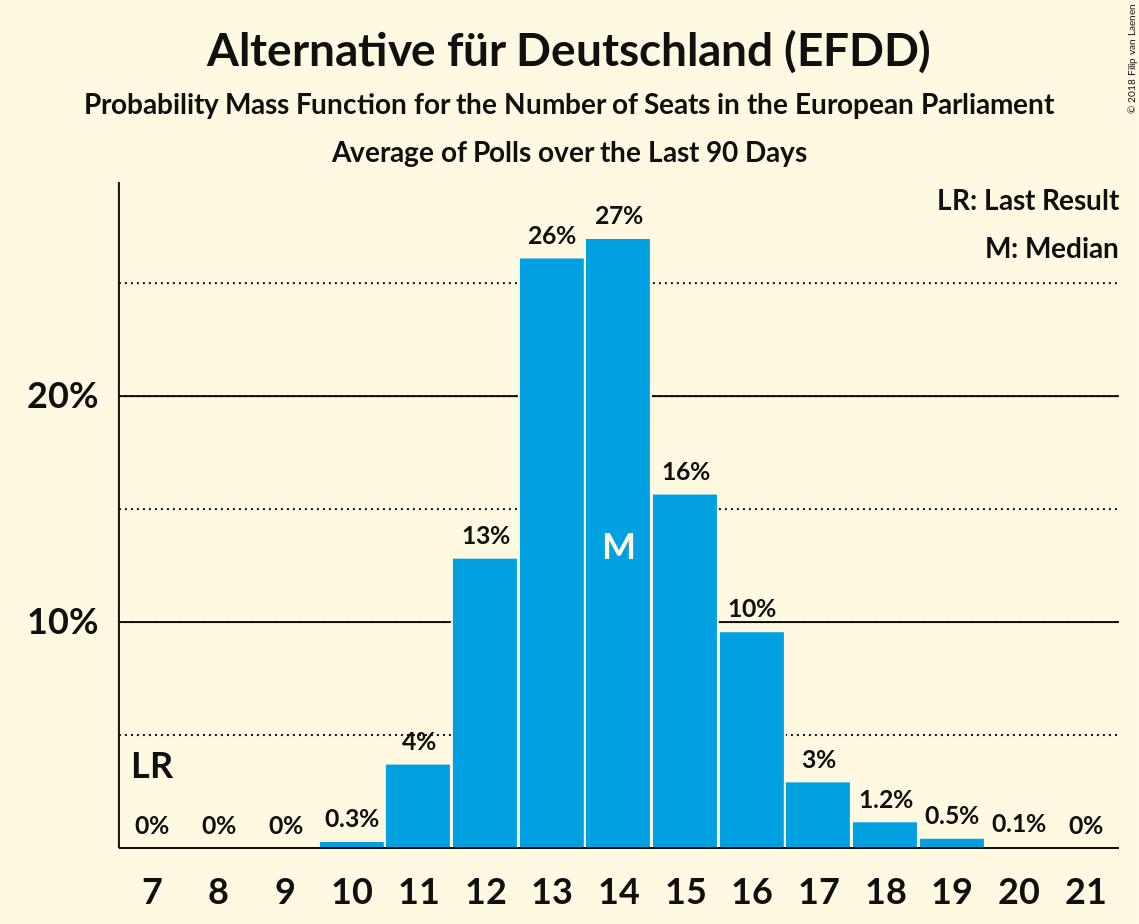 Alternative für Deutschland (EFDD)
Probability Mass Function for the Number of Seats in the European Parliament
Average of Polls over the Last 90 Days
© 2018 Filip van Laenen
LR: Last Result
M: Median
27%
26%
20%
16%
13%
M
10%
10%
4%
LR
3%
1.2%
0% 0% 0% 0.3% 0.5% 0.1% 0%
7 8 9 10 11 12 13 14 15 16 17 18 19 20 21